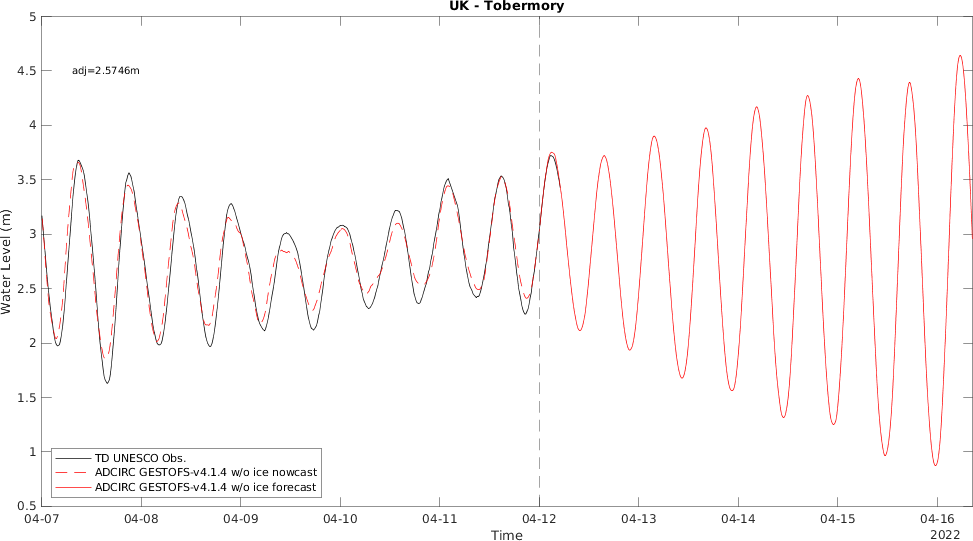 UK - Tobermory
5
4.5
4
3.5
3
2.5
2
1.5
1
0.5
Water Level (m)
adj=2.5746m
TD UNESCO Obs.
ADCIRC GESTOFS-v4.1.4 w/o ice nowcast
ADCIRC GESTOFS-v4.1.4 w/o ice forecast
04-07 04-08 04-09 04-10 04-11 04-12 04-13 04-14 04-15 04-16
Time
2022